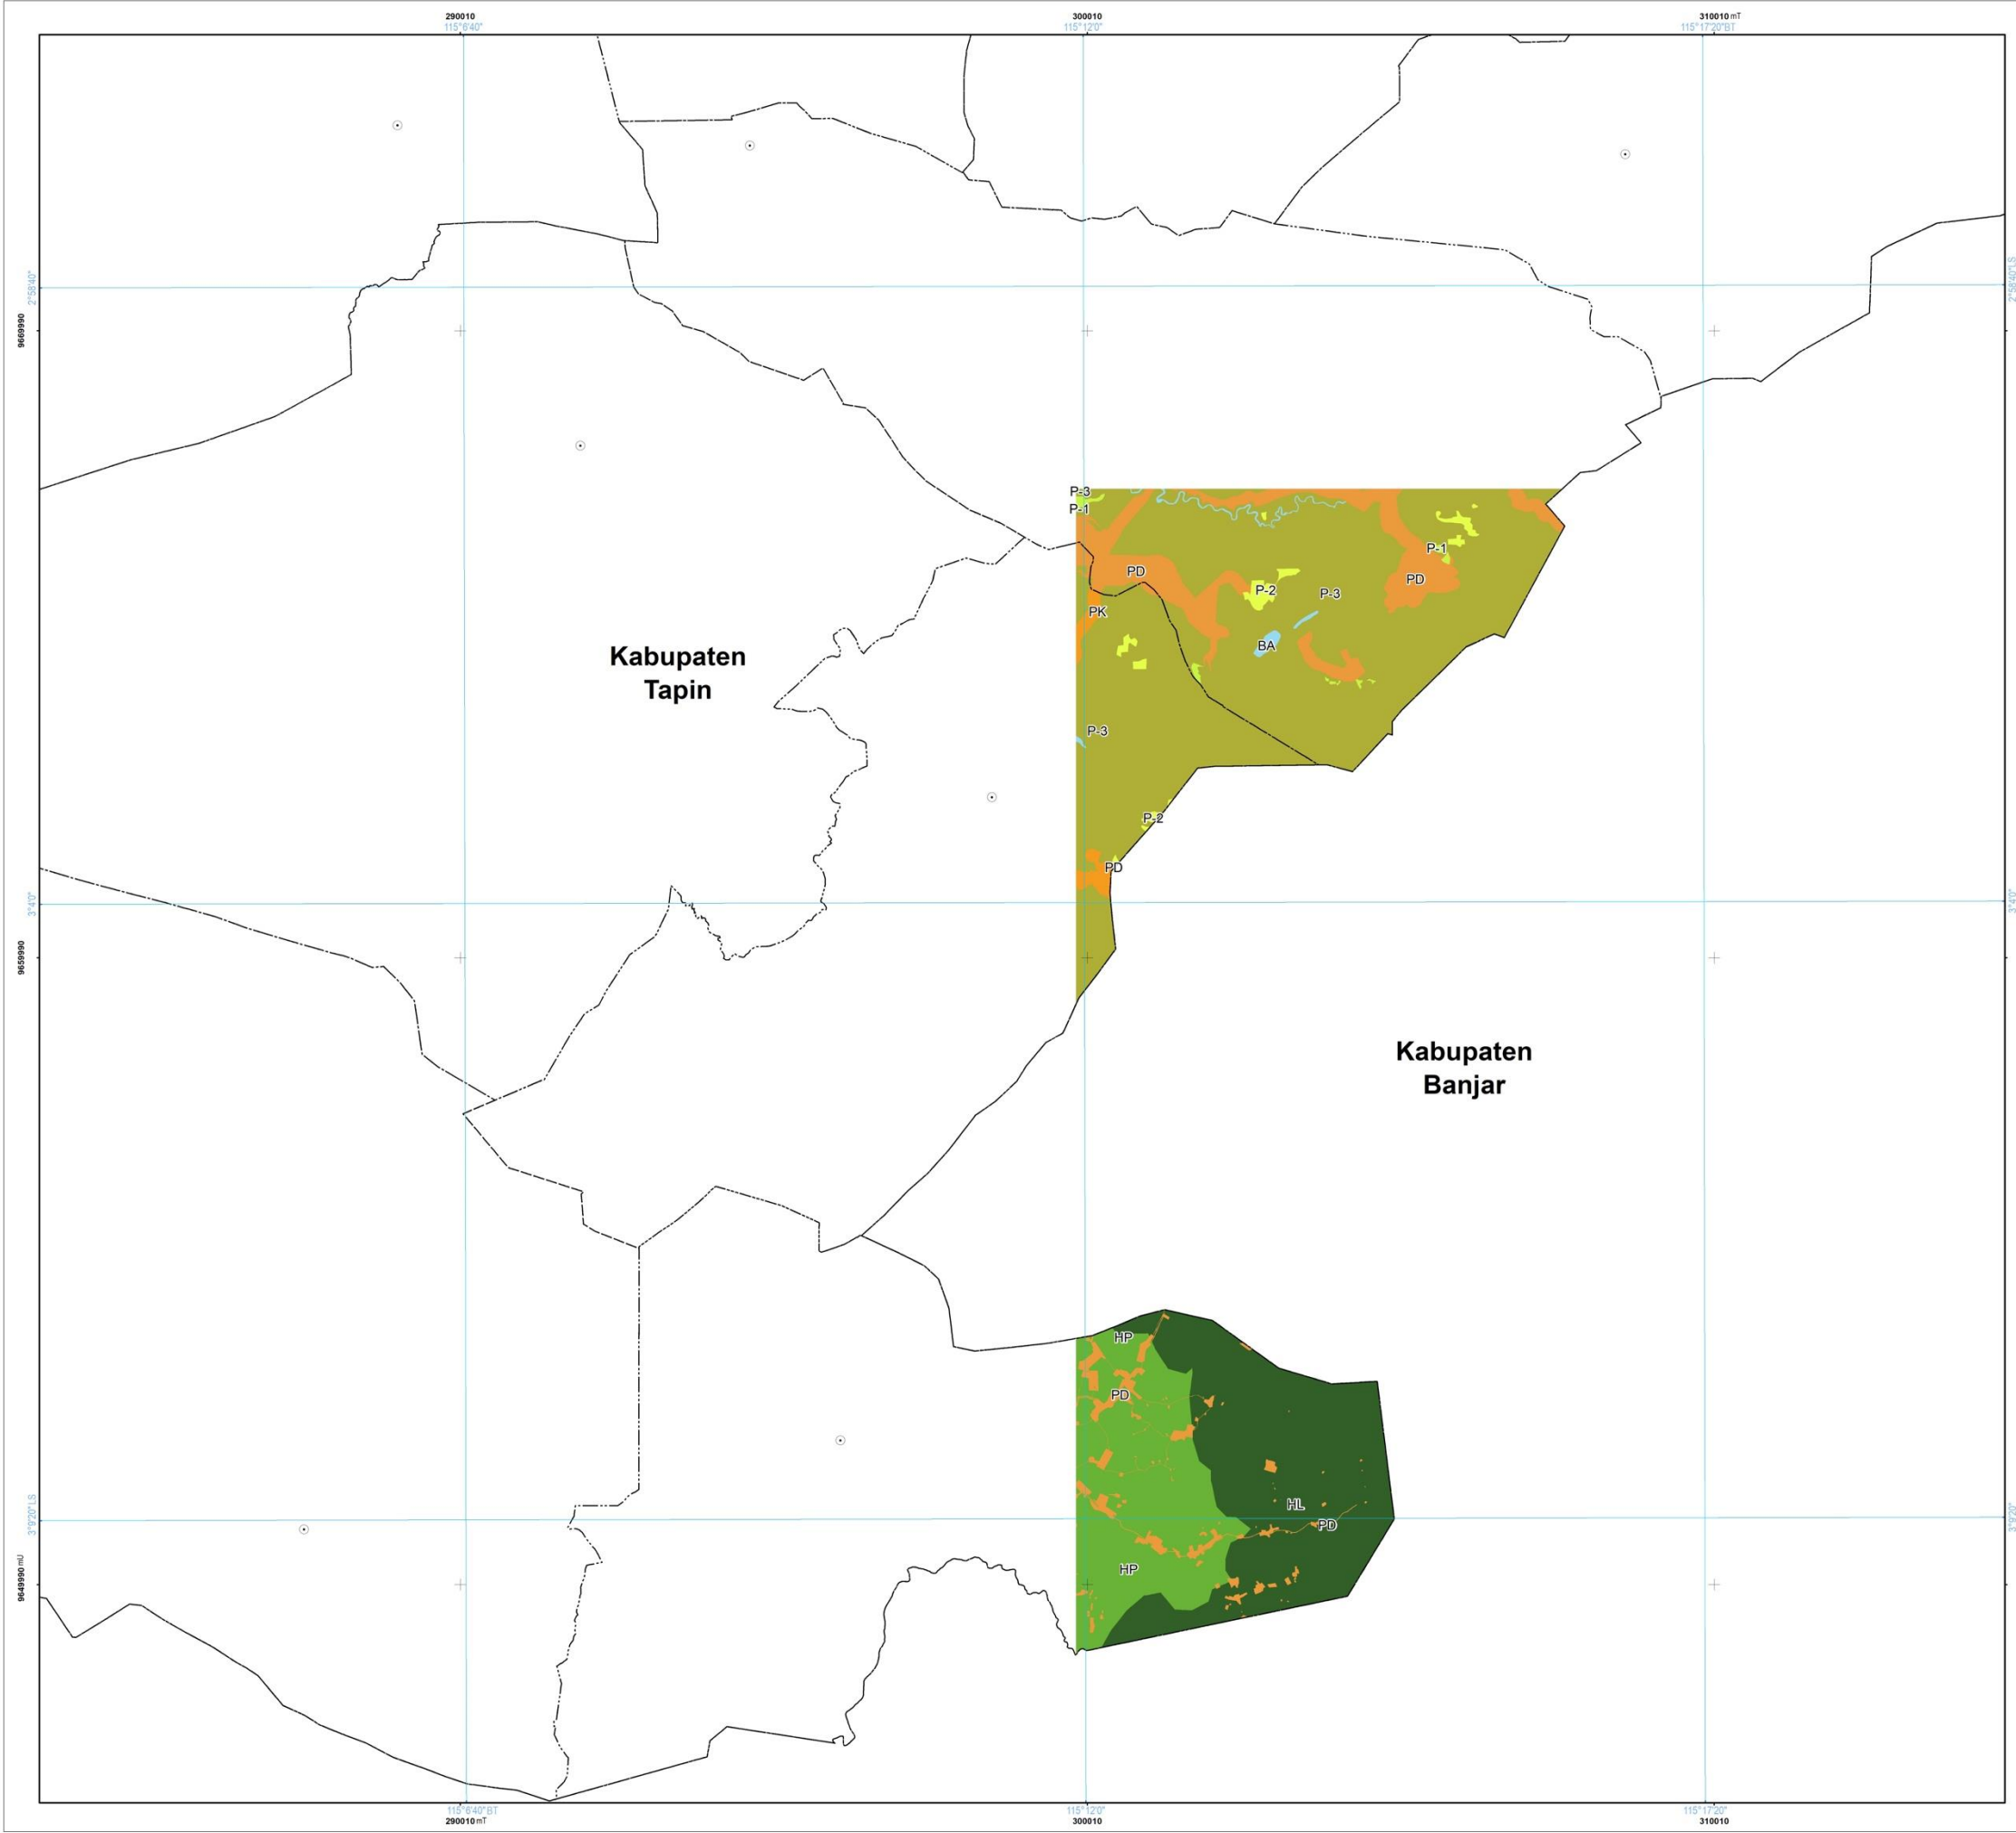 290010
300010
310010 mT
115°6'40"
115°12'0"
115°17'20"BT
2°58'40"
2°58'40"LS
9669990
P-3
P-1
P-1
PD
PD
P-2
P-3
PK
BA
Kabupaten
Tapin
P-3
P-2
PD
3°4'0"
3°4'0"
9659990
Kabupaten
Banjar
HP
PD
HL
PD
3°9'20"LS
3°9'20"
HP
9649990 mU
115°6'40"BT
115°12'0"
115°17'20"
290010 mT
300010
310010